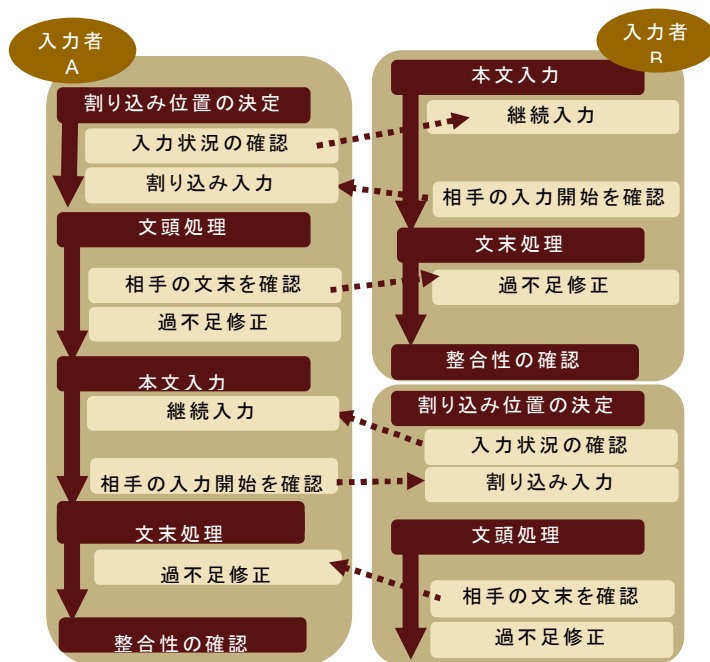 入力者
A
割り込み位置の決定
入力状況の確認
割り込み入力
文頭処理
相手の文末を確認
過不足修正
本文入力
継続入力
相手の入力開始を確認
文末処理
過不足修正
整合性の確認
入力者
B
本文入力
継続入力
相手の入力開始を確認
文末処理
過不足修正
整合性の確認
割り込み位置の決定
入力状況の確認
割り込み入力
文頭処理
相手の文末を確認
過不足修正